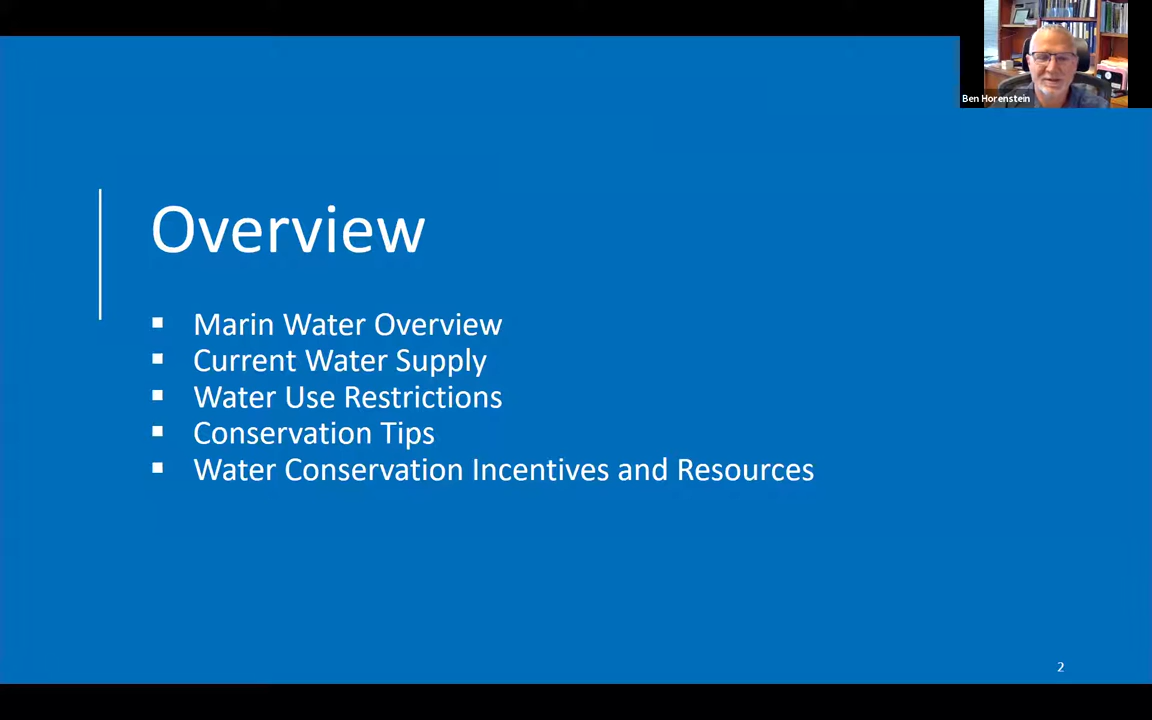 Ben Horenstein
Overview
▪ Marin Water Overview
▪ Current Water Supply
▪ Water Use Restrictions
▪ Conservation Tips
▪ Water Conservation Incentives and Resources
2